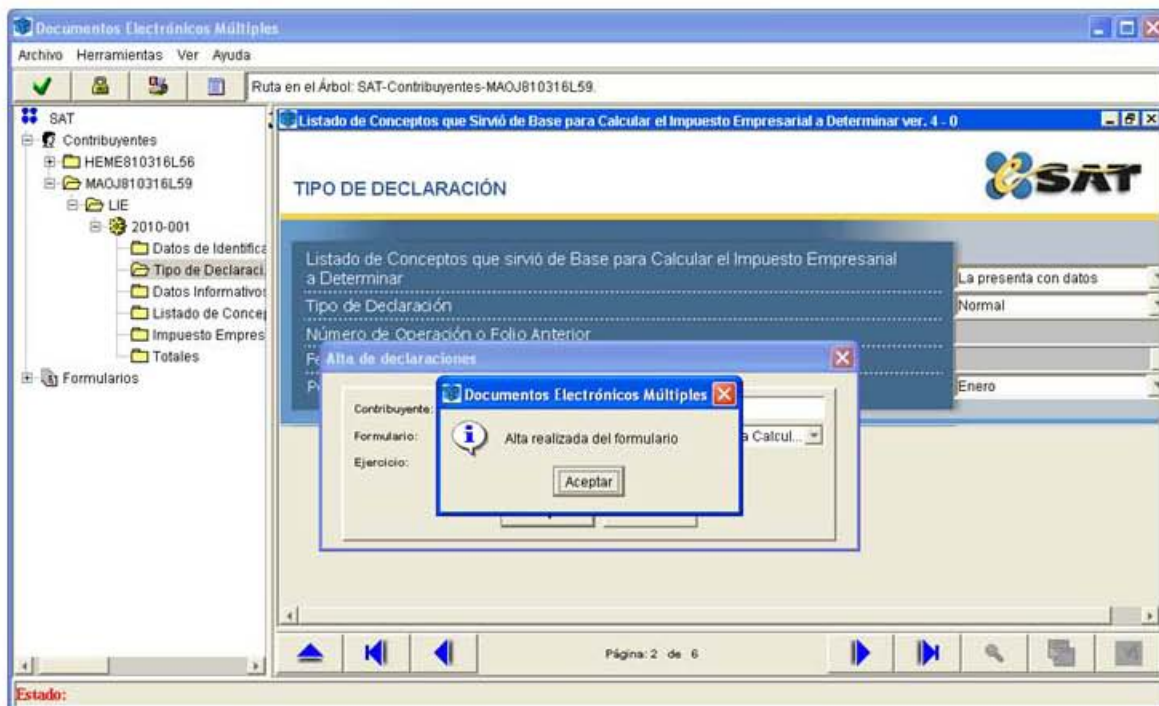 Documentos Electrónicos Múltiples
Archivo Herramientas Ver Ayuda
Ruta en el Árbol: SAT-Contribuyentes-MAOJ810316L59.
SAT
Contribuyentes
HEME810316L56
MAOJ810316L59
LIE
2010-001
Datos de Identifica
Tipo de Declaraci
Datos Informativos
Listado de Concep
Impuesto Empres
Totales
Formularios
Listado de Conceptos que Sirvió de Base para Calcular el Impuesto Empresarial a Determinar ver. 4 - 0
TIPO DE DECLARACIÓN
eSAT
Listado de Conceptos que sirvió de Base para Calcular el Impuesto Empresarial
a Determinar
La presenta con datos
Tipo de Declaración
Normal
Número de Operación o Folio Anterior
Enero
Alta de declaraciones
Contribuyente:
Formulario:
a Calcul...
Ejercicio:
Documentos Electrónicos Múltiples
Alta realizada del formulario
Aceptar
Página: 2 de 6
Estado: